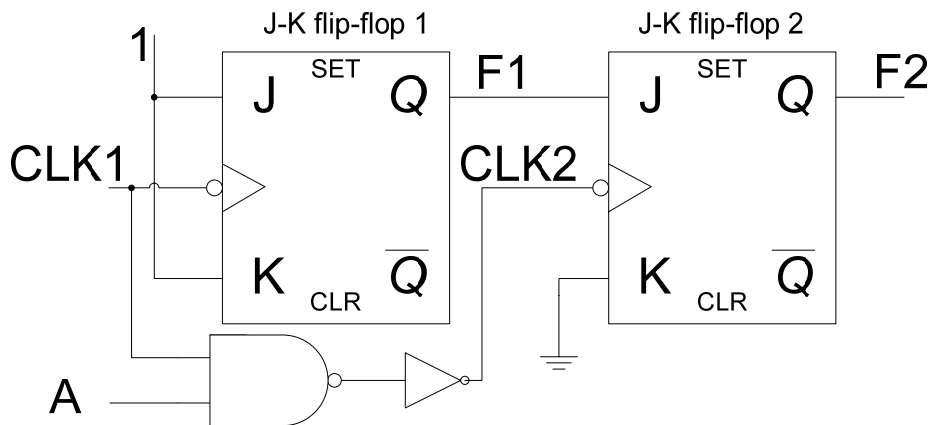 J-K flip-flop 1
J-K flip-flop 2
1
SET
SET
J
Q
F1
J
Q
F2
CLK1
CLK2
K
Q
K
Q
CLR
CLR
A